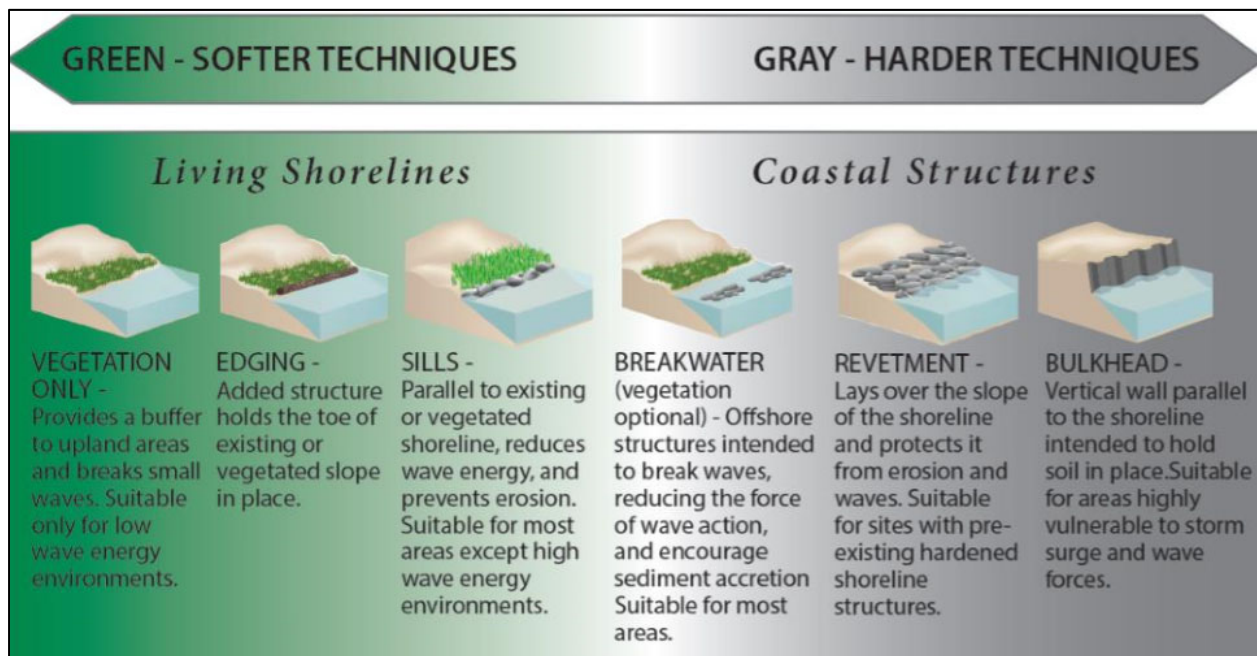 GREEN - SOFTER TECHNIQUES
GRAY - HARDER TECHNIQUES
Living Shorelines
Coastal Structures
VEGETATION
ONLY -
Provides a buffer
to upland areas
and breaks small
waves. Suitable
only for low
wave energy
environments.
EDGING -
Added structure
holds the toe of
existing or
vegetated slope
in place.
SILLS -
Parallel to existing
or vegetated
shoreline, reduces
wave energy, and
prevents erosion.
Suitable for most
areas except high
wave energy
environments.
BREAKWATER
(vegetation
optional) - Offshore
structures intended
to break waves,
reducing the force
of wave action,
and encourage
sediment accretion
Suitable for most
areas.
REVETMENT -
Lays over the slope
of the shoreline
and protects it
from erosion and
waves. Suitable
for sites with pre-
existing hardened
shoreline
structures.
BULKHEAD -
Vertical wall parallel
to the shoreline
intended to hold
soil in place.Suitable
for areas highly
vulnerable to storm
surge and wave
forces.